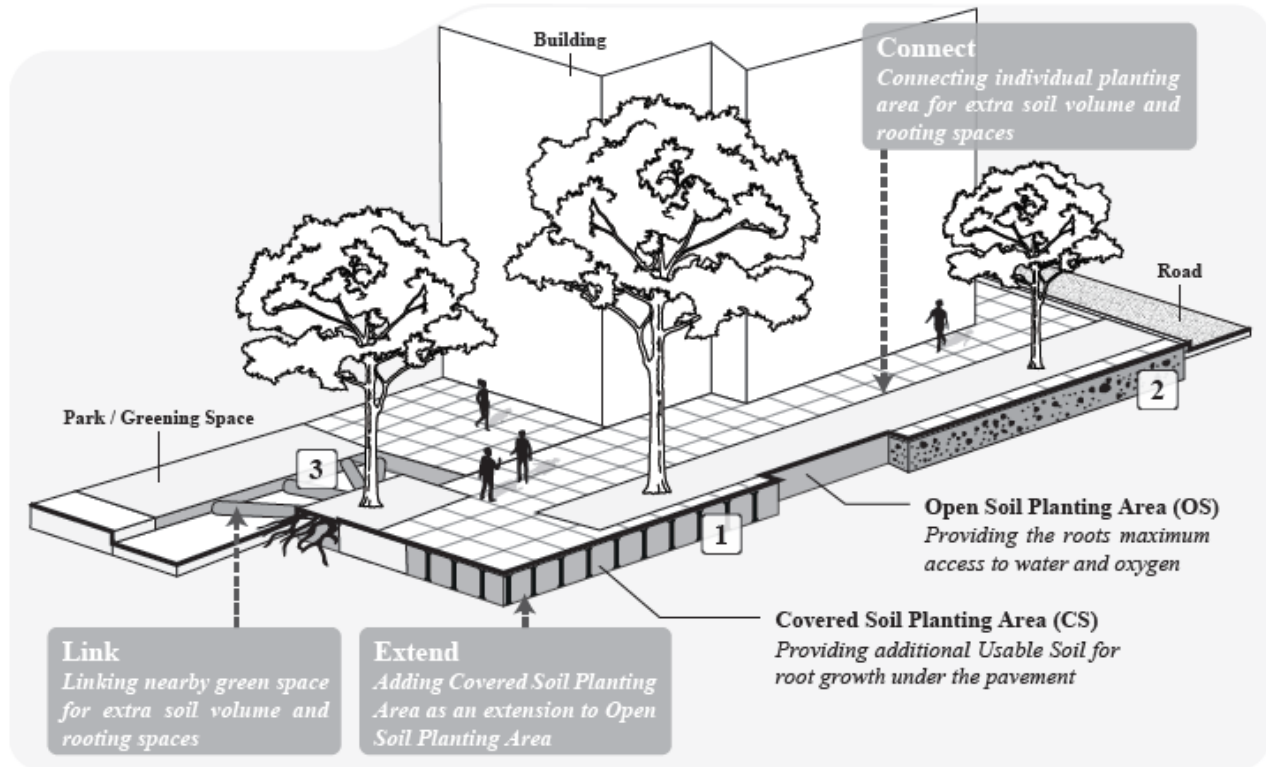 Building
Connect
Connecting individual planting
area for extra soil volume and
rooting spaces
Road
Park / Greening Space
3
2
1
Open Soil Planting Area (OS)
Providing the roots maximum
access to water and oxygen
Covered Soil Planting Area (CS)
Providing additional Usable Soil for
root growth under the pavement
Link
Linking nearby green space
for extra soil volume and
rooting spaces
Extend
Adding Covered Soil Planting
Area as an extension to Open
Soil Planting Area